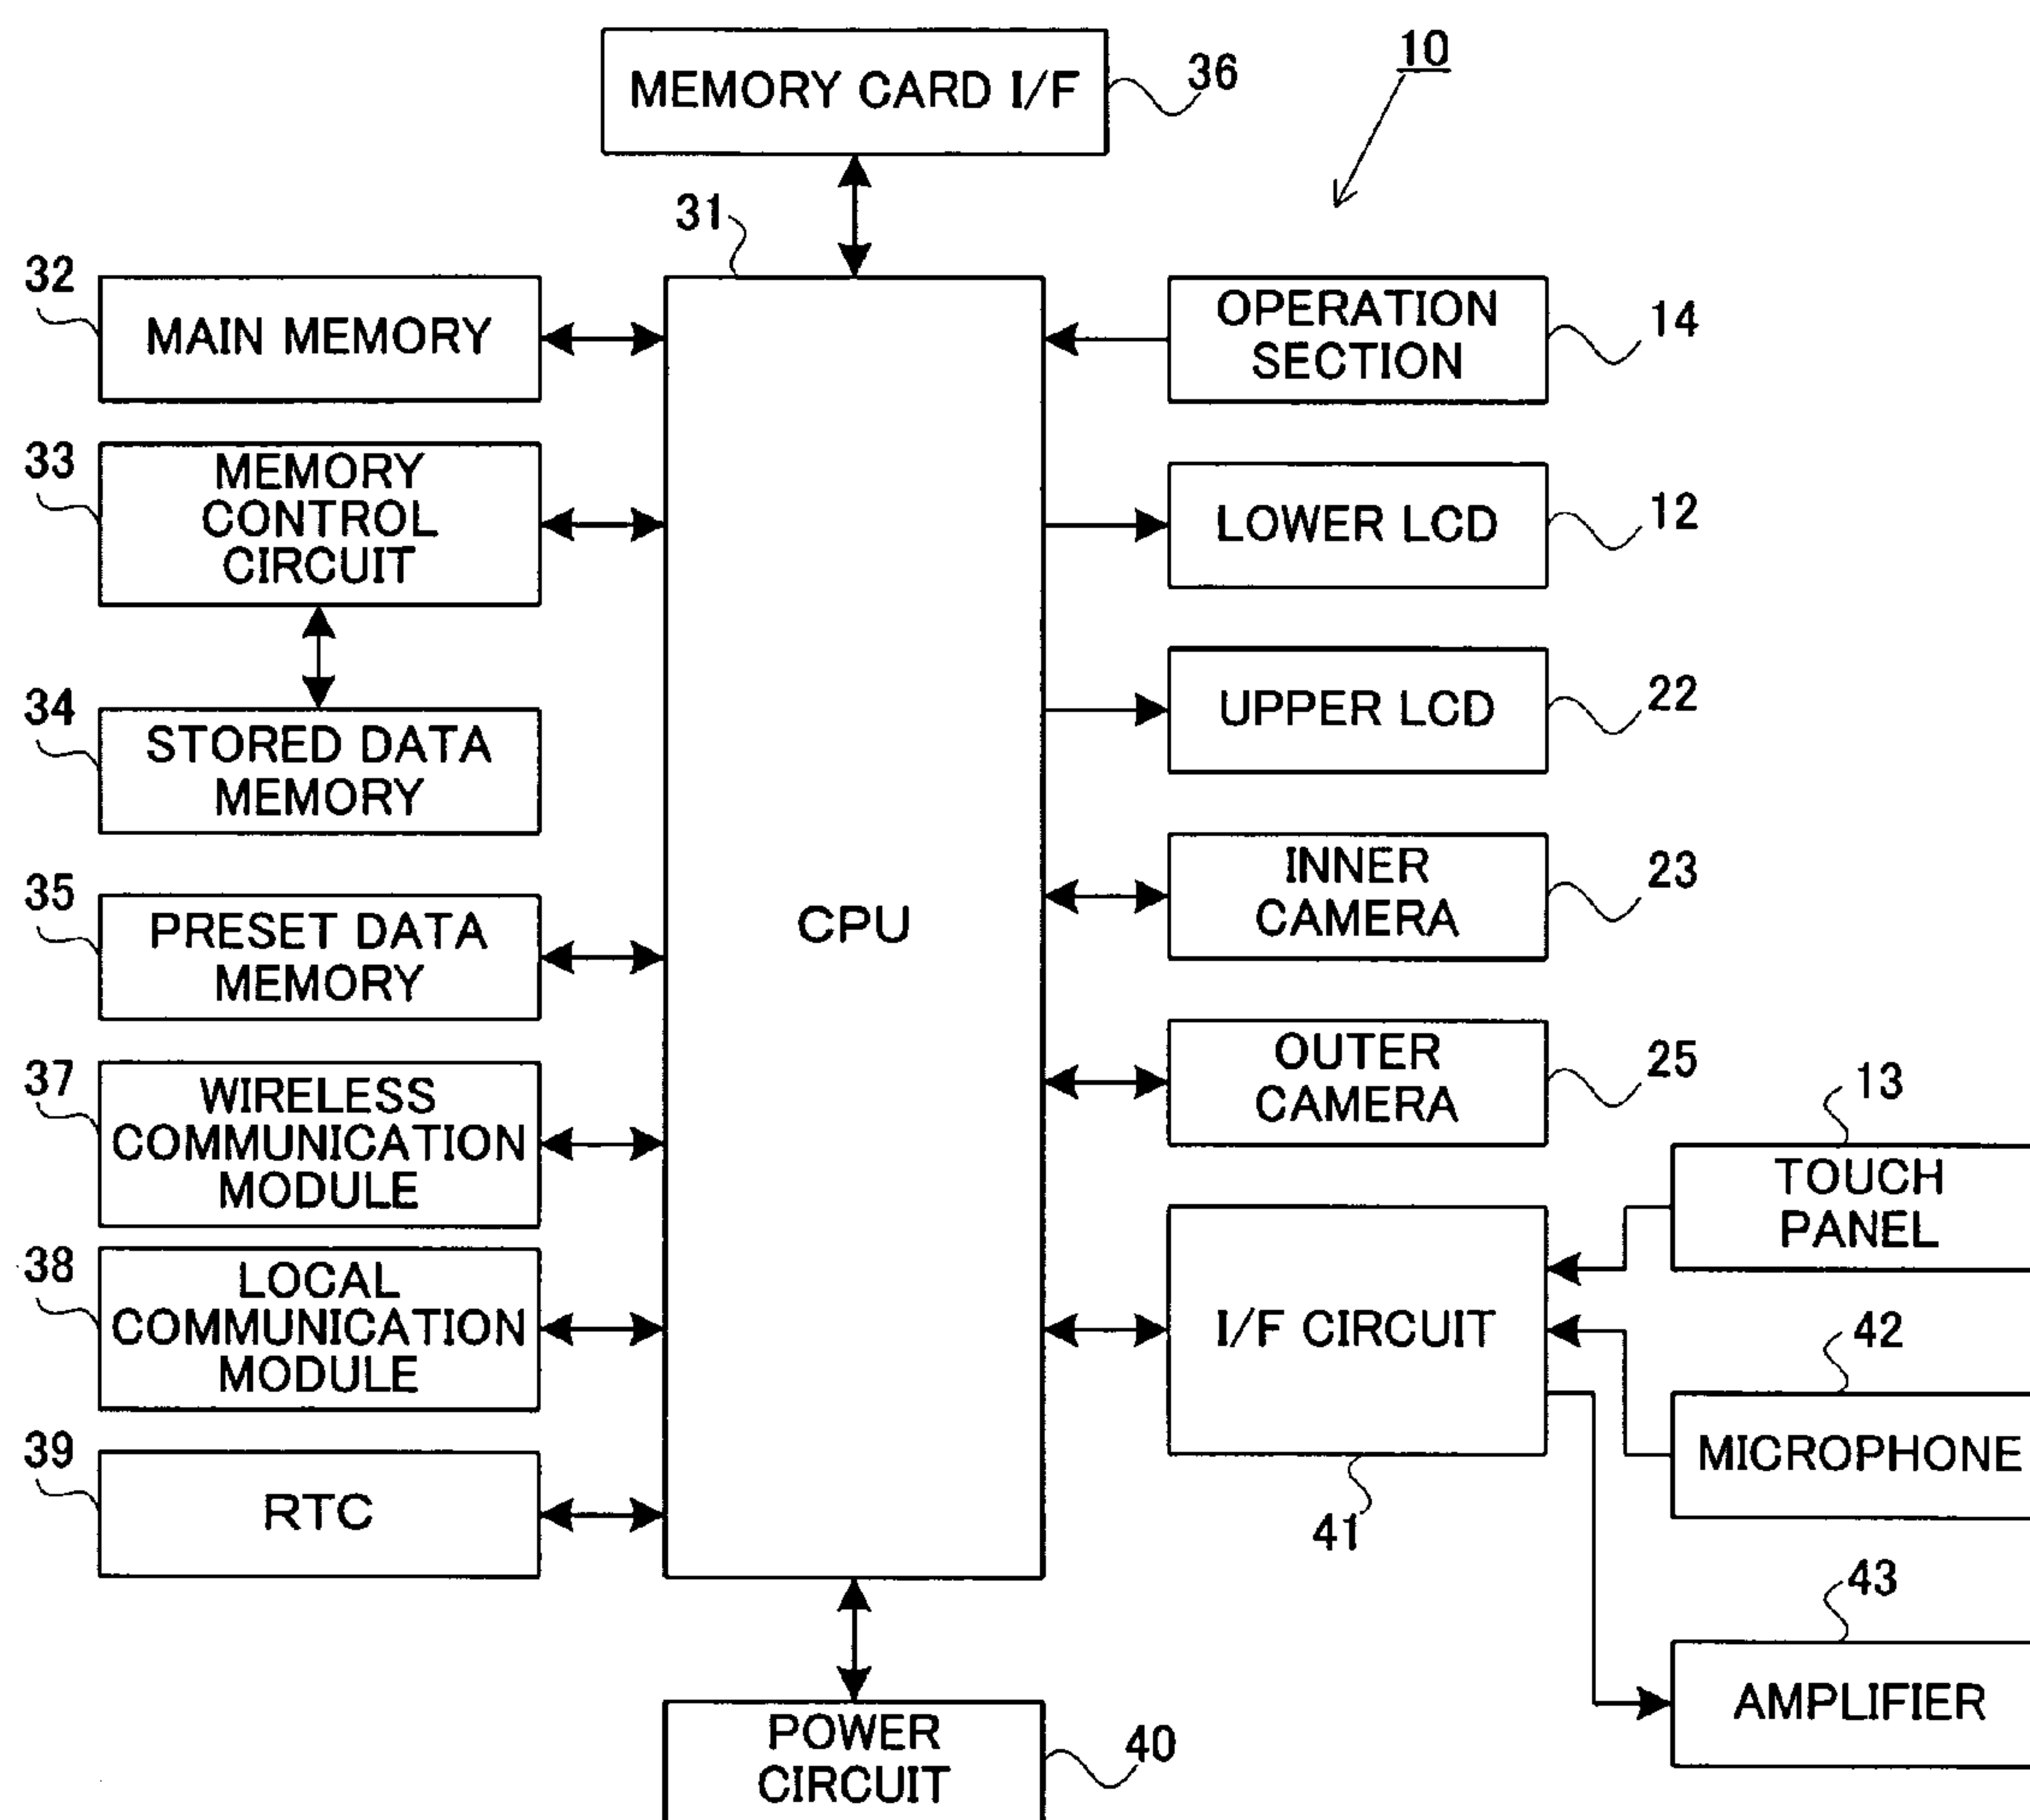 10
MEMORY CARD I/F
36
31
32
MAIN MEMORY
OPERATION
SECTION
14
33
MEMORY
CONTROL
CIRCUIT
LOWER LCD
12
34
STORED DATA
MEMORY
UPPER LCD
22
35
PRESET DATA
MEMORY
CPU
INNER
CAMERA
23
37
WIRELESS
COMMUNICATION
MODULE
OUTER
CAMERA
25
13
TOUCH
PANEL
38
LOCAL
COMMUNICATION
MODULE
I/F CIRCUIT
41
42
MICROPHONE
39
RTC
43
AMPLIFIER
POWER
CIRCUIT
40